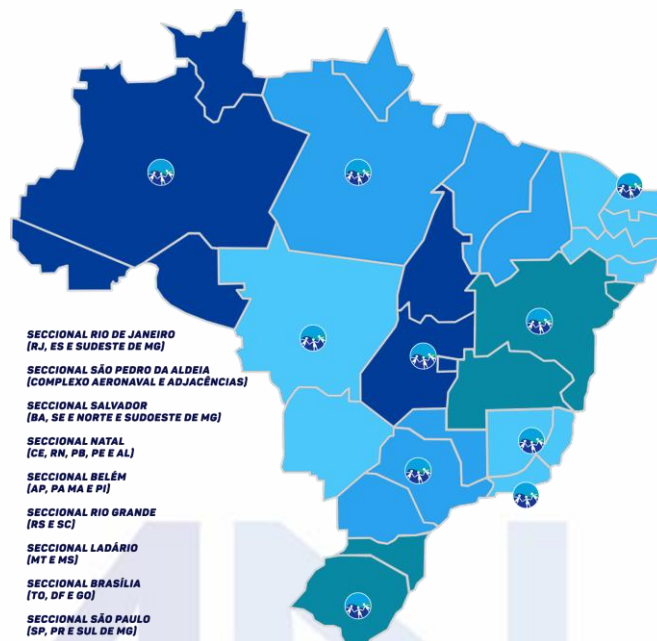 SECCIONAL RIO DE JANEIRO
(RJ, ES E SUDESTE DE MG)
SECCIONAL SÃO PEDRO DA ALDEIA
(COMPLEXO AERONAVAL E ADJACÊNCIAS)
SECCIONAL SALVADOR
(BA, SE E NORTE E SUDOESTE DE MG)
SECCIONAL NATAL
(CE, RN, PB, PE E AL)
SECCIONAL BELÉM
(AP, PA MA E PI)
SECCIONAL RIO GRANDE
(RS E SC)
SECCIONAL LADÁRIO
(MT E MS)
SECCIONAL BRASÍLIA
(TO, DF E GO)
SECCIONAL SÃO PAULO
(SP, PR E SUL DE MG)